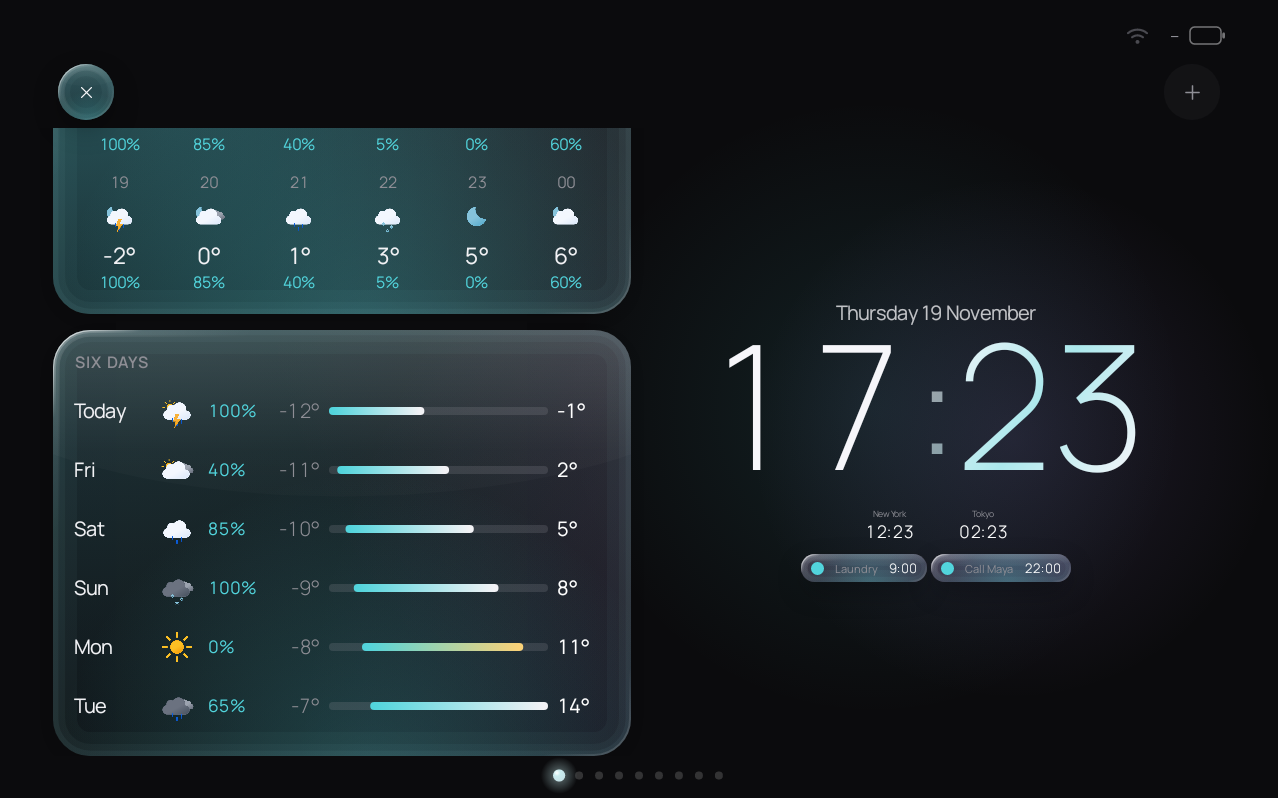 –
100% 85% 40% 5% 0% 60%
19 20 21 22 23 00
-2° 0° 1° 3° 5° 6°
100% 85% 40% 5% 0% 60%
SIX DAYS
Today 100% -12° -1°
Fri 40% -11° 2°
Sat 85% -10° 5°
Sun 100% -9° 8°
Mon 0% -8° 11°
Tue 65% -7° 14°
Thursday 19 November
17:23
New York Tokyo
12:23 02:23
Laundry 9:00 Call Maya 22:00